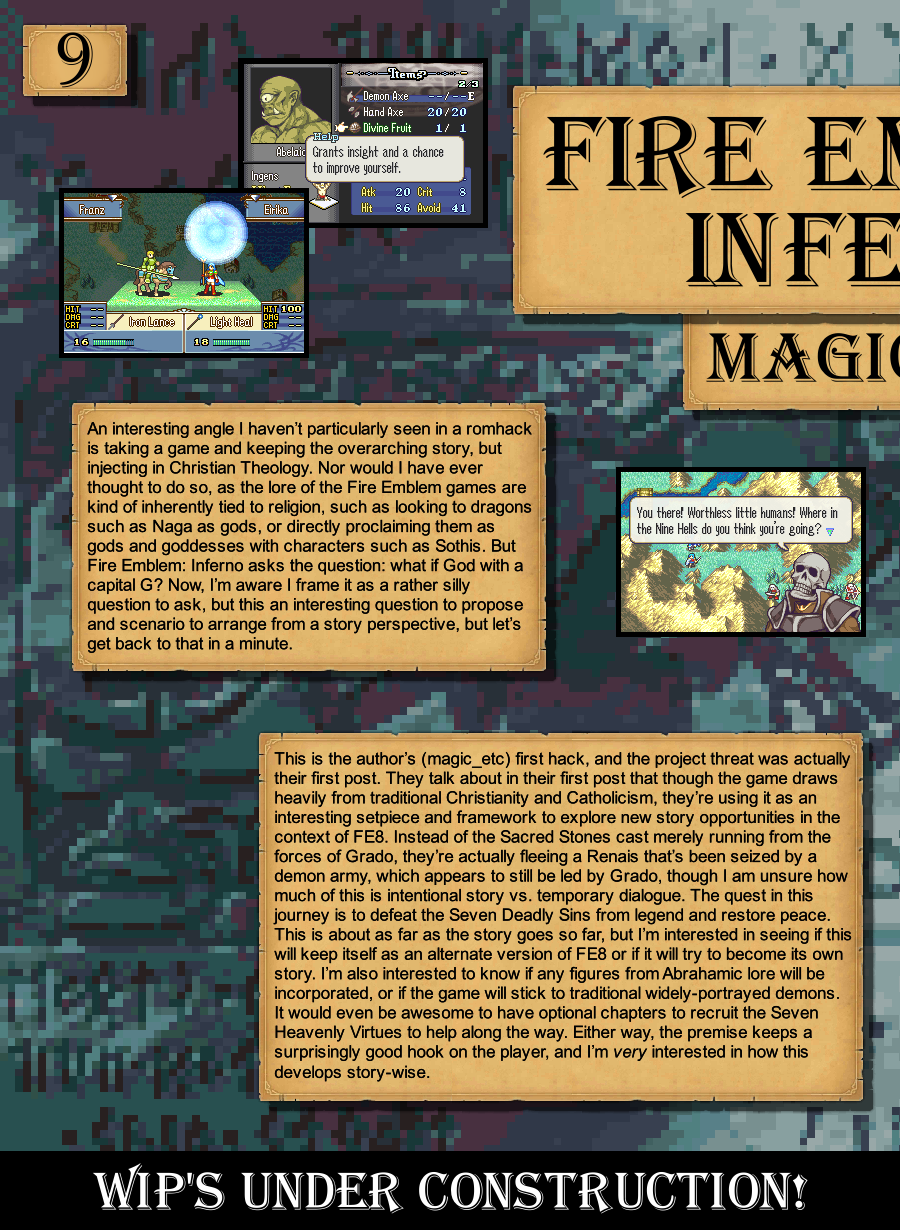 9
Items
2/3
Demon Axe --/--E
Hand Axe 20/20
Divine Fruit 1/ 1
Help
Grants insight and a chance
to improve yourself.
Ingens
Atk 20 Crit 8
Hit 86 Avoid 41
Franz
Eirika
HIT --
DMG --
CRT --
Iron Lance
Light Heal
HIT 100
DMG --
CRT --
16
18
FIRE
INFE
MAGIC
An interesting angle I haven't particularly seen in a romhack
is taking a game and keeping the overarching story, but
injecting in Christian Theology. Nor would I have ever
thought to do so, as the lore of the Fire Emblem games are
kind of inherently tied to religion, such as looking to dragons
such as Naga as gods, or directly proclaiming them as
gods and goddesses with characters such as Sothis. But
Fire Emblem: Inferno asks the question: what if God with a
capital G? Now, I'm aware I frame it as a rather silly
question to ask, but this an interesting question to propose
and scenario to arrange from a story perspective, but let's
get back to that in a minute.
You there! Worthless little humans! Where in
the Nine Hells do you think you're going?
This is the author's (magic_etc) first hack, and the project threat was actually
their first post. They talk about in their first post that though the game draws
heavily from traditional Christianity and Catholicism, they're using it as an
interesting setpiece and framework to explore new story opportunities in the
context of FE8. Instead of the Sacred Stones cast merely running from the
forces of Grado, they're actually fleeing a Renais that's been seized by a
demon army, which appears to still be led by Grado, though I am unsure how
much of this is intentional story vs. temporary dialogue. The quest in this
journey is to defeat the Seven Deadly Sins from legend and restore peace.
This is about as far as the story goes so far, but I'm interested in seeing if this
will keep itself as an alternate version of FE8 or if it will try to become its own
story. I'm also interested to know if any figures from Abrahamic lore will be
incorporated, or if the game will stick to traditional widely-portrayed demons.
It would even be awesome to have optional chapters to recruit the Seven
Heavenly Virtues to help along the way. Either way, the premise keeps a
surprisingly good hook on the player, and I'm very interested in how this
develops story-wise.
WIP'S UNDER CONSTRUCTION!